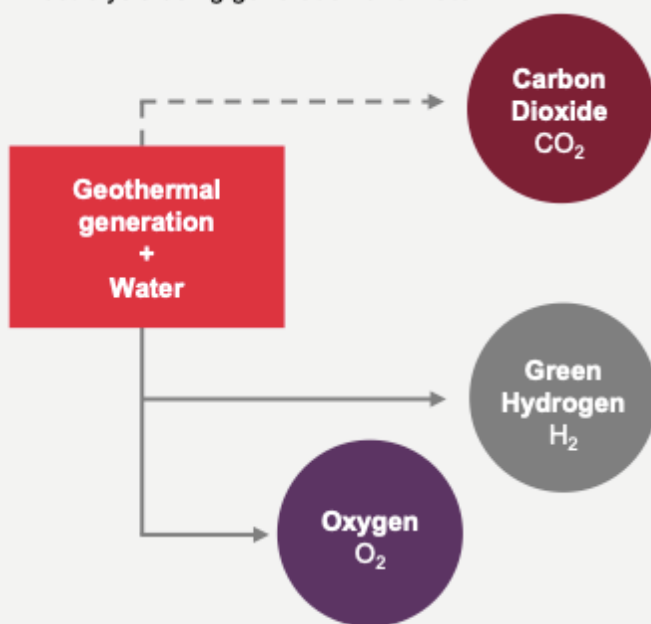 Carbon
Dioxide
CO₂
Geothermal
generation
+
Water
Green
Hydrogen
H₂
Oxygen
O₂